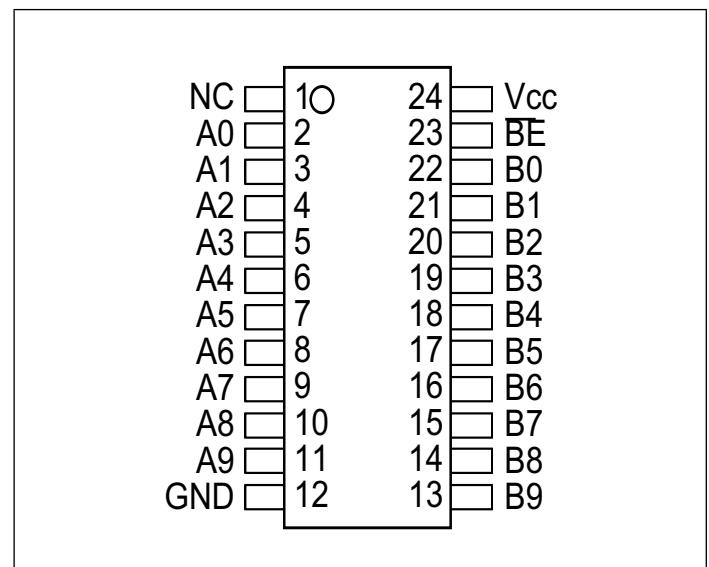 NC 1 24 Vcc
A0 2 23 B̅E̅
A1 3 22 B0
A2 4 21 B1
A3 5 20 B2
A4 6 19 B3
A5 7 18 B4
A6 8 17 B5
A7 9 16 B6
A8 10 15 B7
A9 11 14 B8
GND 12 13 B9